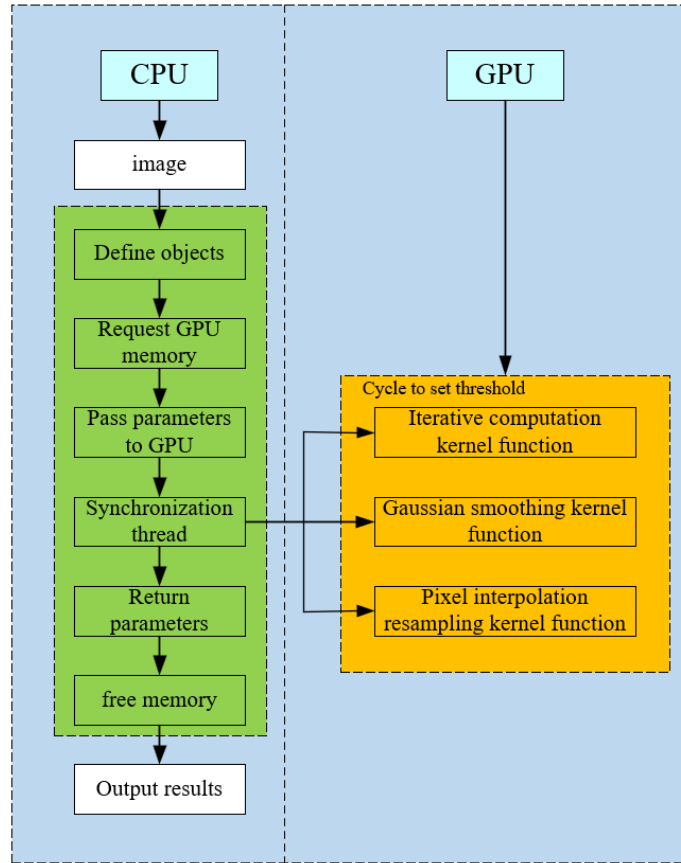 CPU
image
Define objects
Request GPU
memory
Pass parameters
to GPU
Synchronization
thread
Return
parameters
free memory
Output results
GPU
Cycle to set threshold
Iterative computation
kernel function
Gaussian smoothing kernel
function
Pixel interpolation
resampling kernel function